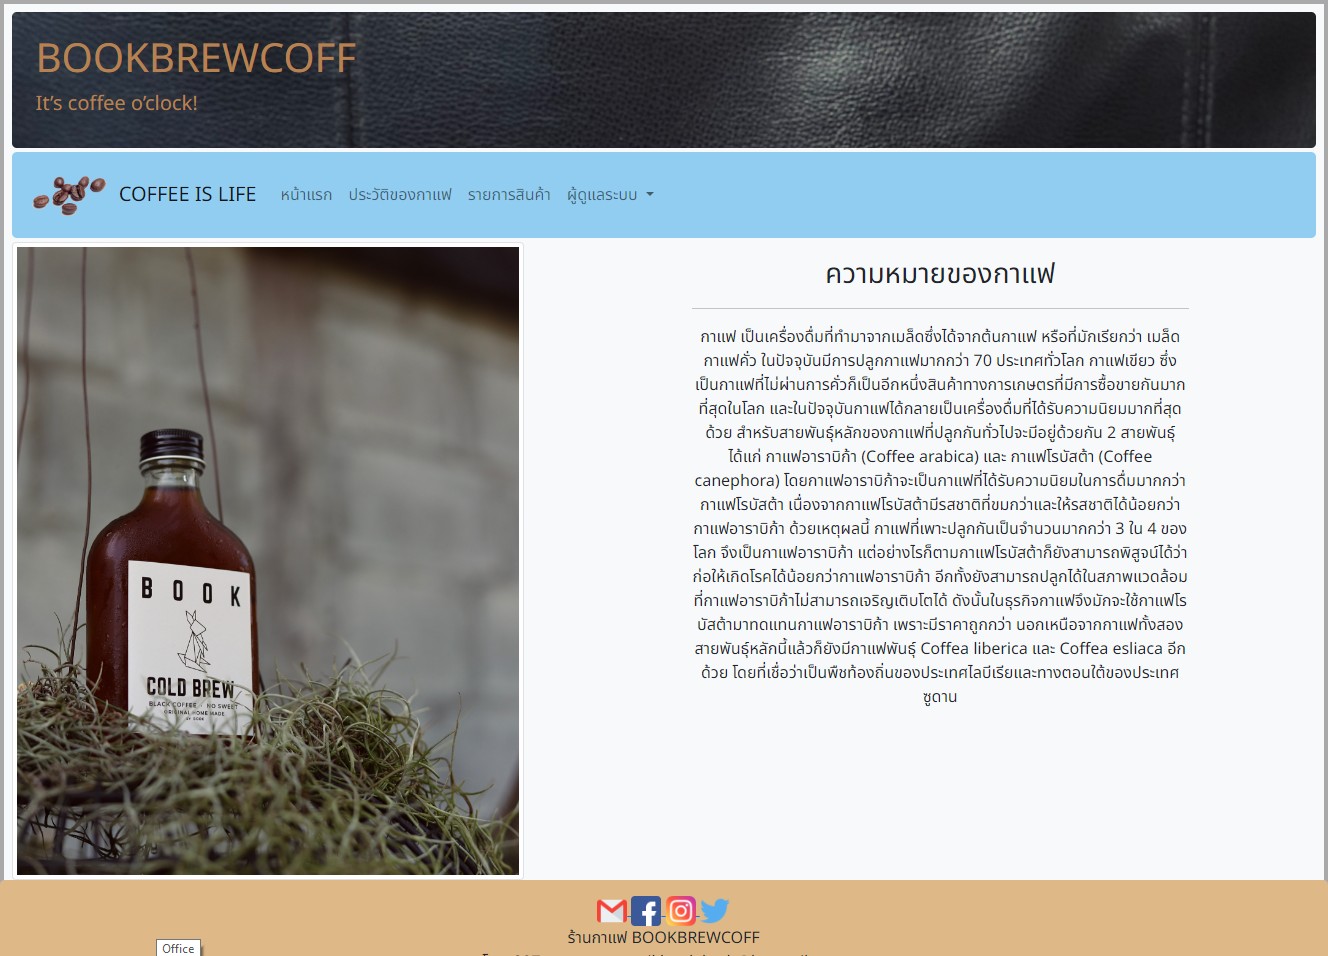 BOOKBREWCOFF
It's coffee o'clock!
COFFEE IS LIFE หน้าแรก ประวัติของกาแฟ รายการสินค้า ผู้ดูแลระบบ
ความหมายของกาแฟ
กาแฟ เป็นเครื่องดื่มที่ทำมาจากเมล็ดซึ่งได้จากต้นกาแฟ หรือที่มักเรียกว่า เมล็ด
กาแฟคั่ว ในปัจจุบันมีการปลูกกาแฟมากกว่า 70 ประเทศทั่วโลก กาแฟเขียว ซึ่ง
เป็นกาแฟที่ไม่ผ่านการคั่วก็เป็นอีกหนึ่งสินค้าทางการเกษตรที่มีการซื้อขายกันมาก
ที่สุดในโลก และในปัจจุบันกาแฟได้กลายเป็นเครื่องดื่มที่ได้รับความนิยมมากที่สุด
ด้วย สำหรับสายพันธุ์หลักของกาแฟที่ปลูกกันทั่วไปจะมีอยู่ด้วยกัน 2 สายพันธุ์
ได้แก่ กาแฟอาราบิก้า (Coffee arabica) และ กาแฟโรบัสต้า (Coffee
canephora) โดยกาแฟอาราบิก้าจะเป็นกาแฟที่ได้รับความนิยมในการดื่มมากกว่า
กาแฟโรบัสต้า เนื่องจากกาแฟโรบัสต้ามีรสชาติที่ขมกว่าและให้รสชาติได้น้อยกว่า
กาแฟอาราบิก้า ด้วยเหตุผลนี้ กาแฟที่เพาะปลูกกันเป็นจำนวนมากกว่า 3 ใน 4 ของ
โลก จึงเป็นกาแฟอาราบิก้า แต่อย่างไรก็ตามกาแฟโรบัสต้าก็ยังสามารถพิสูจน์ได้ว่า
ก่อให้เกิดโรคได้น้อยกว่ากาแฟอาราบิก้า อีกทั้งยังสามารถปลูกได้ในสภาพแวดล้อม
ที่กาแฟอาราบิก้าไม่สามารถเจริญเติบโตได้ ดังนั้นในธุรกิจกาแฟจึงมักจะใช้กาแฟโร
บัสต้ามาทดแทนกาแฟอาราบิก้า เพราะมีราคาถูกกว่า นอกเหนือจากกาแฟทั้งสอง
สายพันธุ์หลักนี้แล้วก็ยังมีกาแฟพันธุ์ Coffea liberica และ Coffea esliaca อีก
ด้วย โดยที่เชื่อว่าเป็นพืชท้องถิ่นของประเทศไลบีเรียและทางตอนใต้ของประเทศ
ซูดาน
BOOK
COLD BREW
BLACK COFFEE - NO SWEET
ORIGINAL HOME MADE
BY BOOK
ร้านกาแฟ BOOKBREWCOFF
Office